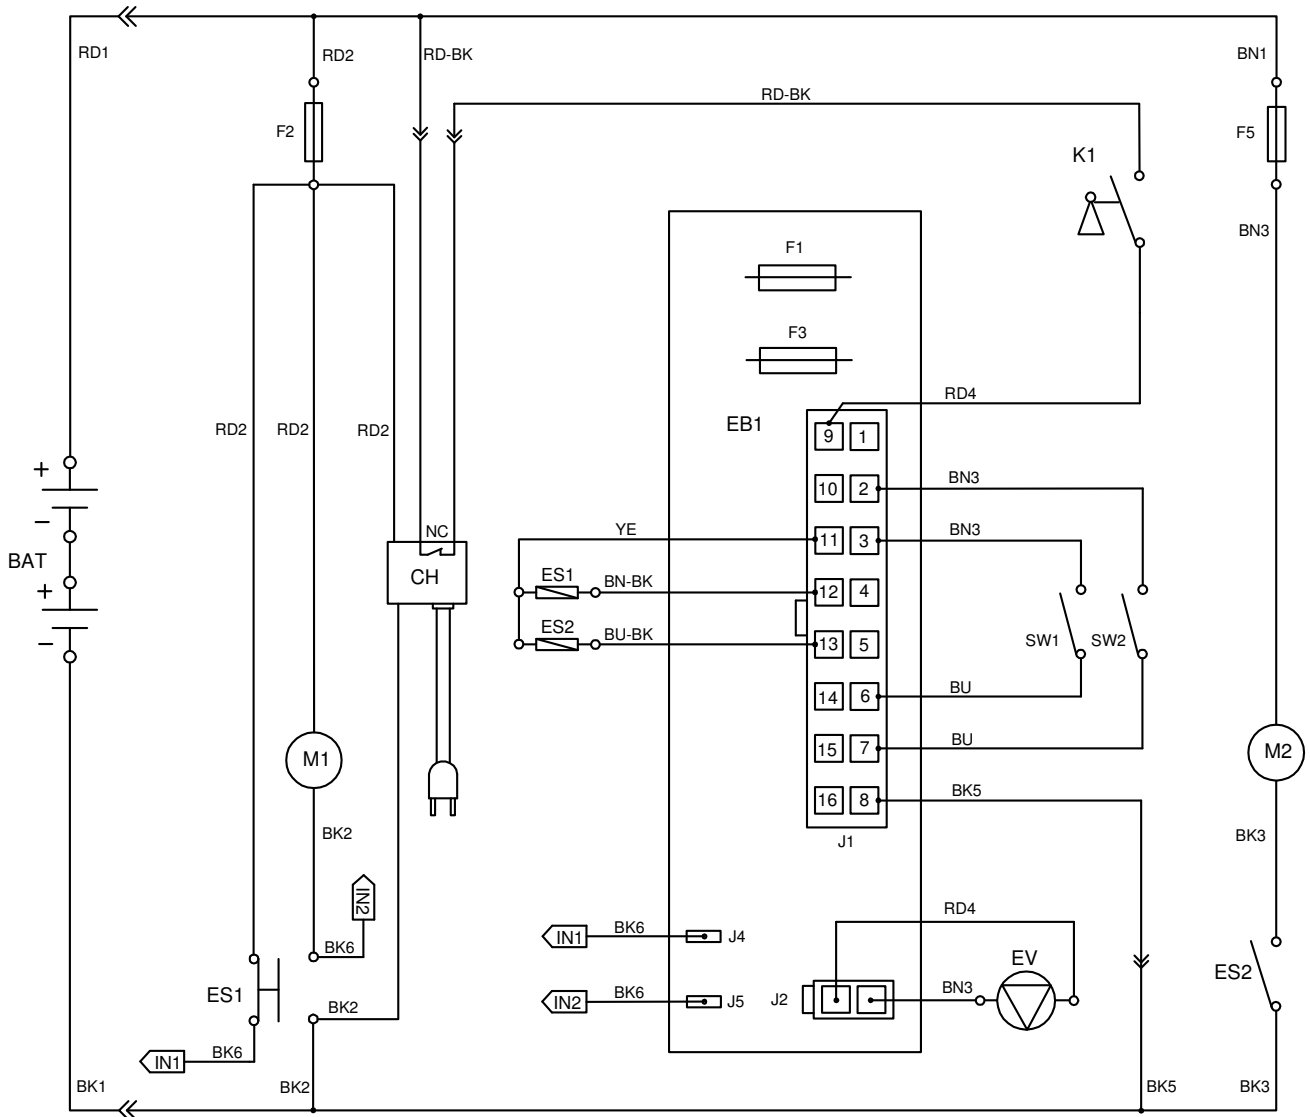 RD1
RD2
RD-BK
BN1
RD-BK
F2
F5
K1
BN3
F1
F3
RD4
EB1
RD2
RD2
RD2
9 1
+
BN3
10 2
−
NC
YE
BN3
11 3
BAT
CH
ES1
BN-BK
12 4
+
ES2
BU-BK
13 5
SW1
SW2
−
BU
14 6
BU
15 7
M1
M2
BK5
16 8
J1
BK2
BK3
IN2
RD4
IN1
BK6
J4
BK6
EV
ES2
ES1
BN3
IN2
BK6
J5
J2
BK2
BK6
IN1
BK1
BK2
BK5
BK3